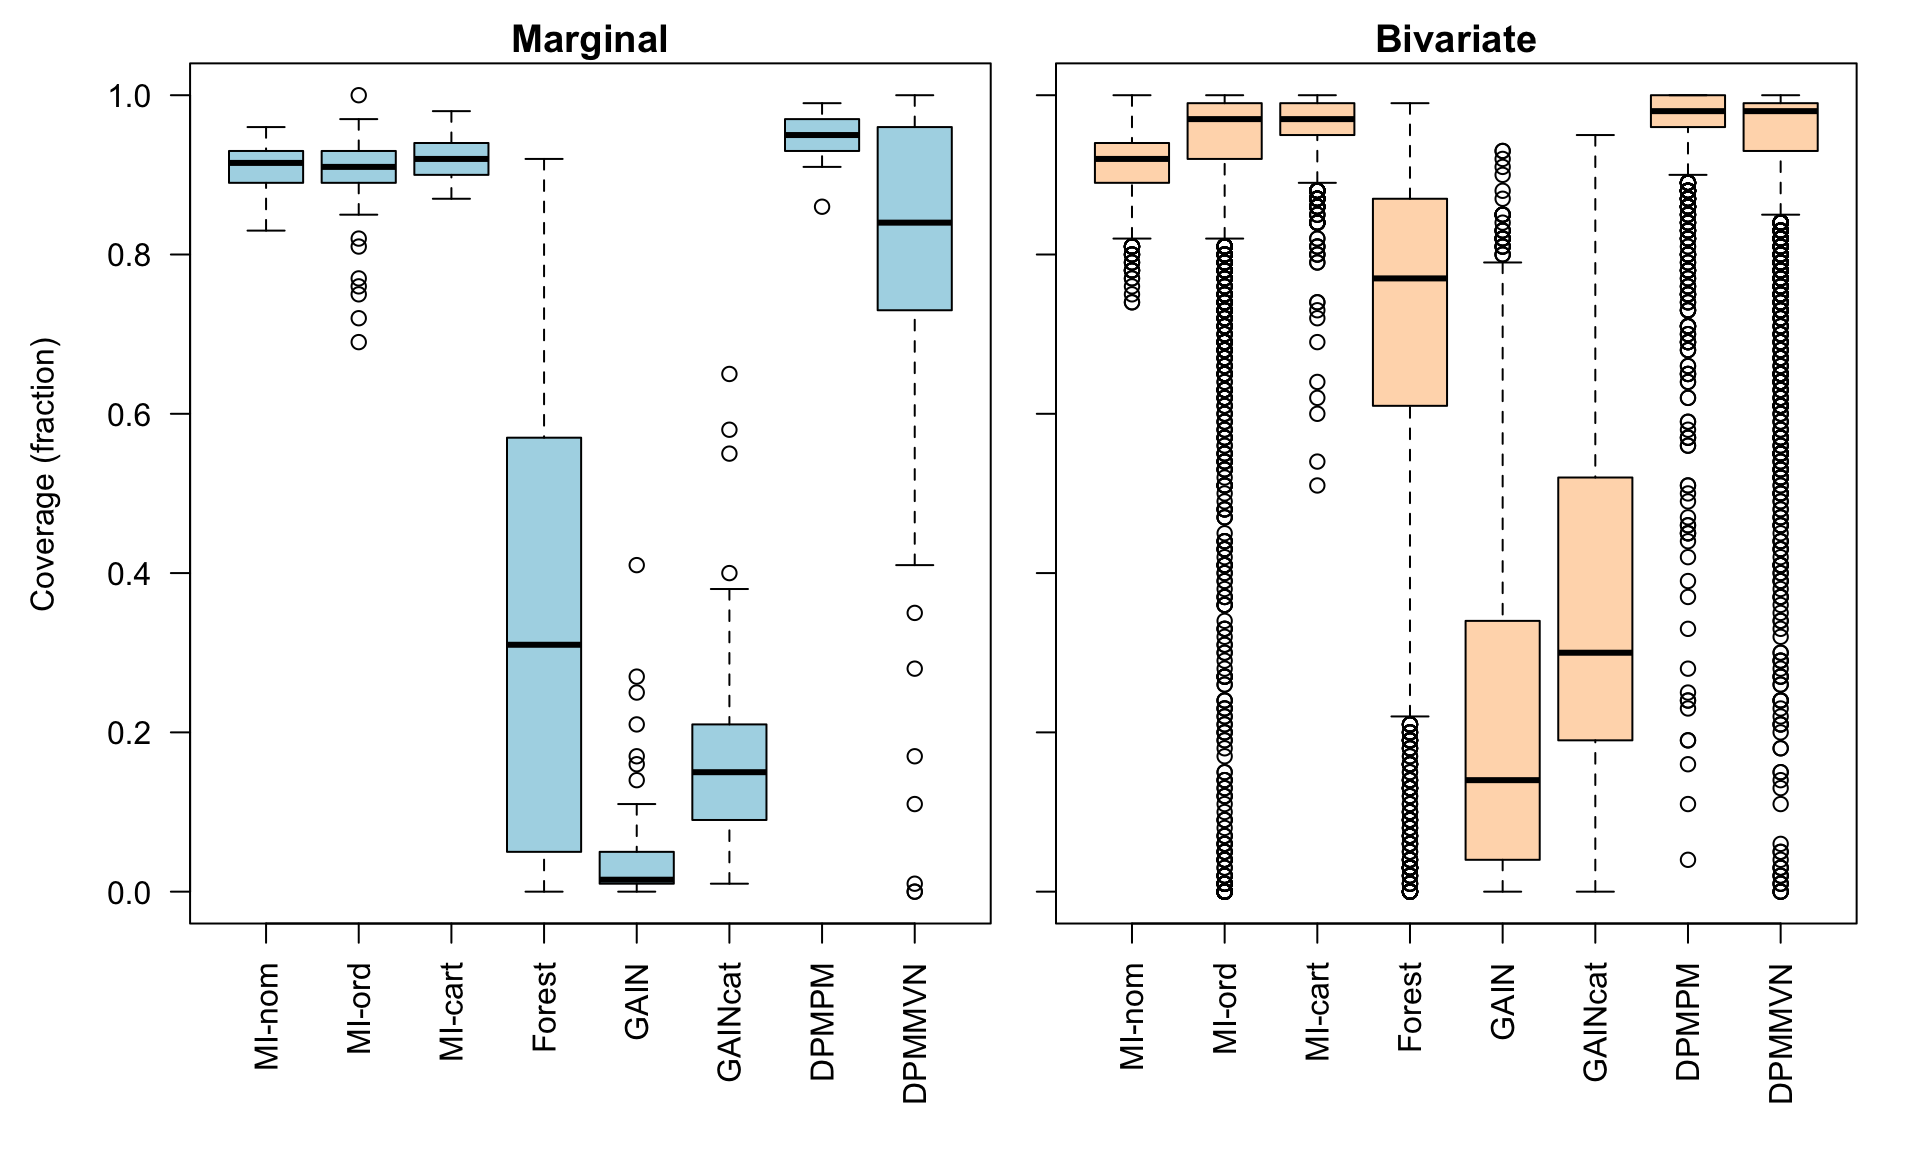 Marginal
Bivariate
Coverage (fraction)
1.0
0.8
0.6
0.4
0.2
0.0
MI-nom
MI-ord
MI-cart
Forest
GAIN
GAINcat
DPMPM
DPMMVN
MI-nom
MI-ord
MI-cart
Forest
GAIN
GAINcat
DPMPM
DPMMVN